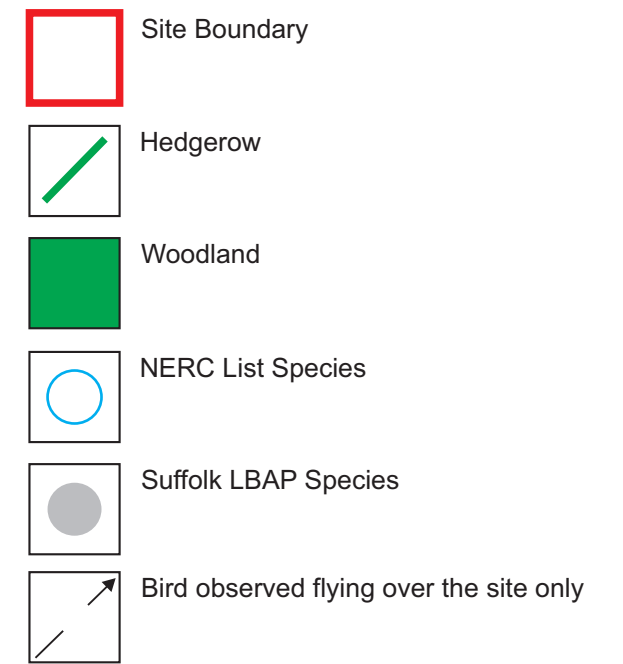 Site Boundary
Hedgerow
Woodland
NERC List Species
Suffolk LBAP Species
Bird observed flying over the site only